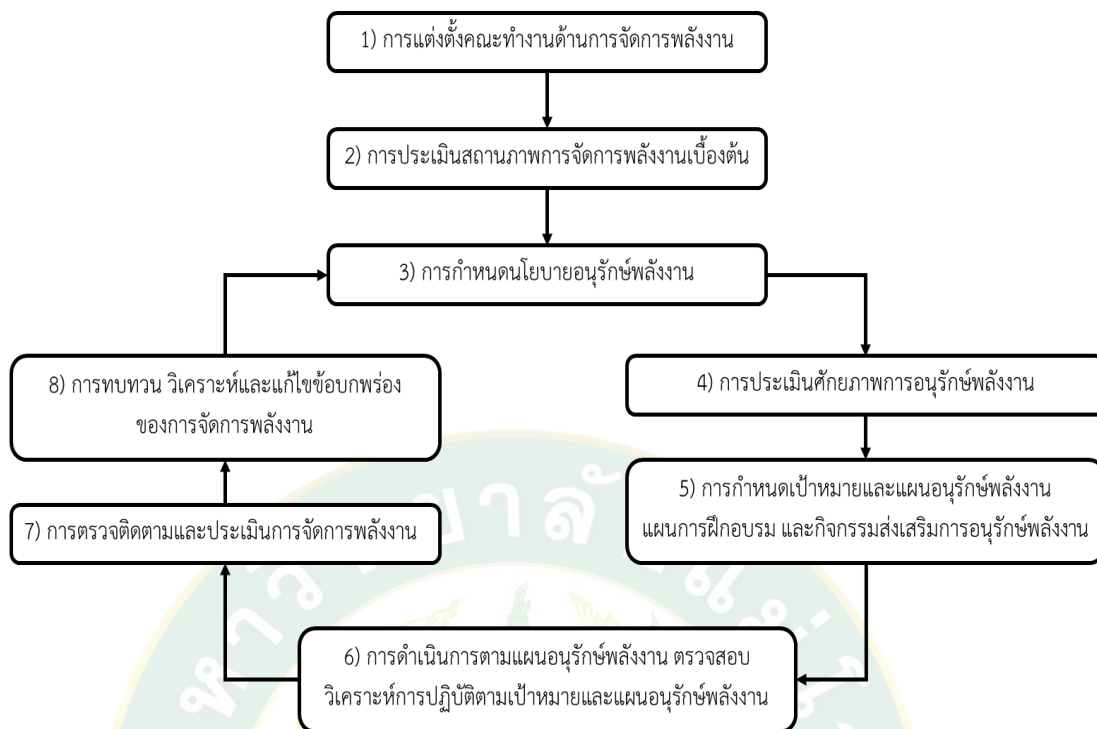 1) การแต่งตั้งคณะทำงานด้านการจัดการพลังงาน
2) การประเมินสถานภาพการจัดการพลังงานเบื้องต้น
3) การกำหนดนโยบายอนุรักษ์พลังงาน
4) การประเมินศักยภาพการอนุรักษ์พลังงาน
5) การกำหนดเป้าหมายและแผนอนุรักษ์พลังงาน
แผนการฝึกอบรม และกิจกรรมส่งเสริมการอนุรักษ์พลังงาน
6) การดำเนินการตามแผนอนุรักษ์พลังงาน ตรวจสอบ
วิเคราะห์การปฏิบัติตามเป้าหมายและแผนอนุรักษ์พลังงาน
7) การตรวจติดตามและประเมินการจัดการพลังงาน
8) การทบทวน วิเคราะห์และแก้ไขข้อบกพร่อง
ของการจัดการพลังงาน